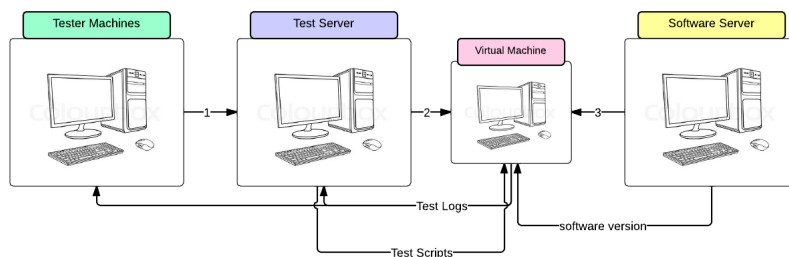 Tester Machines
Test Server
Virtual Machine
Software Server
1
2
3
Test Logs
software version
Test Scripts